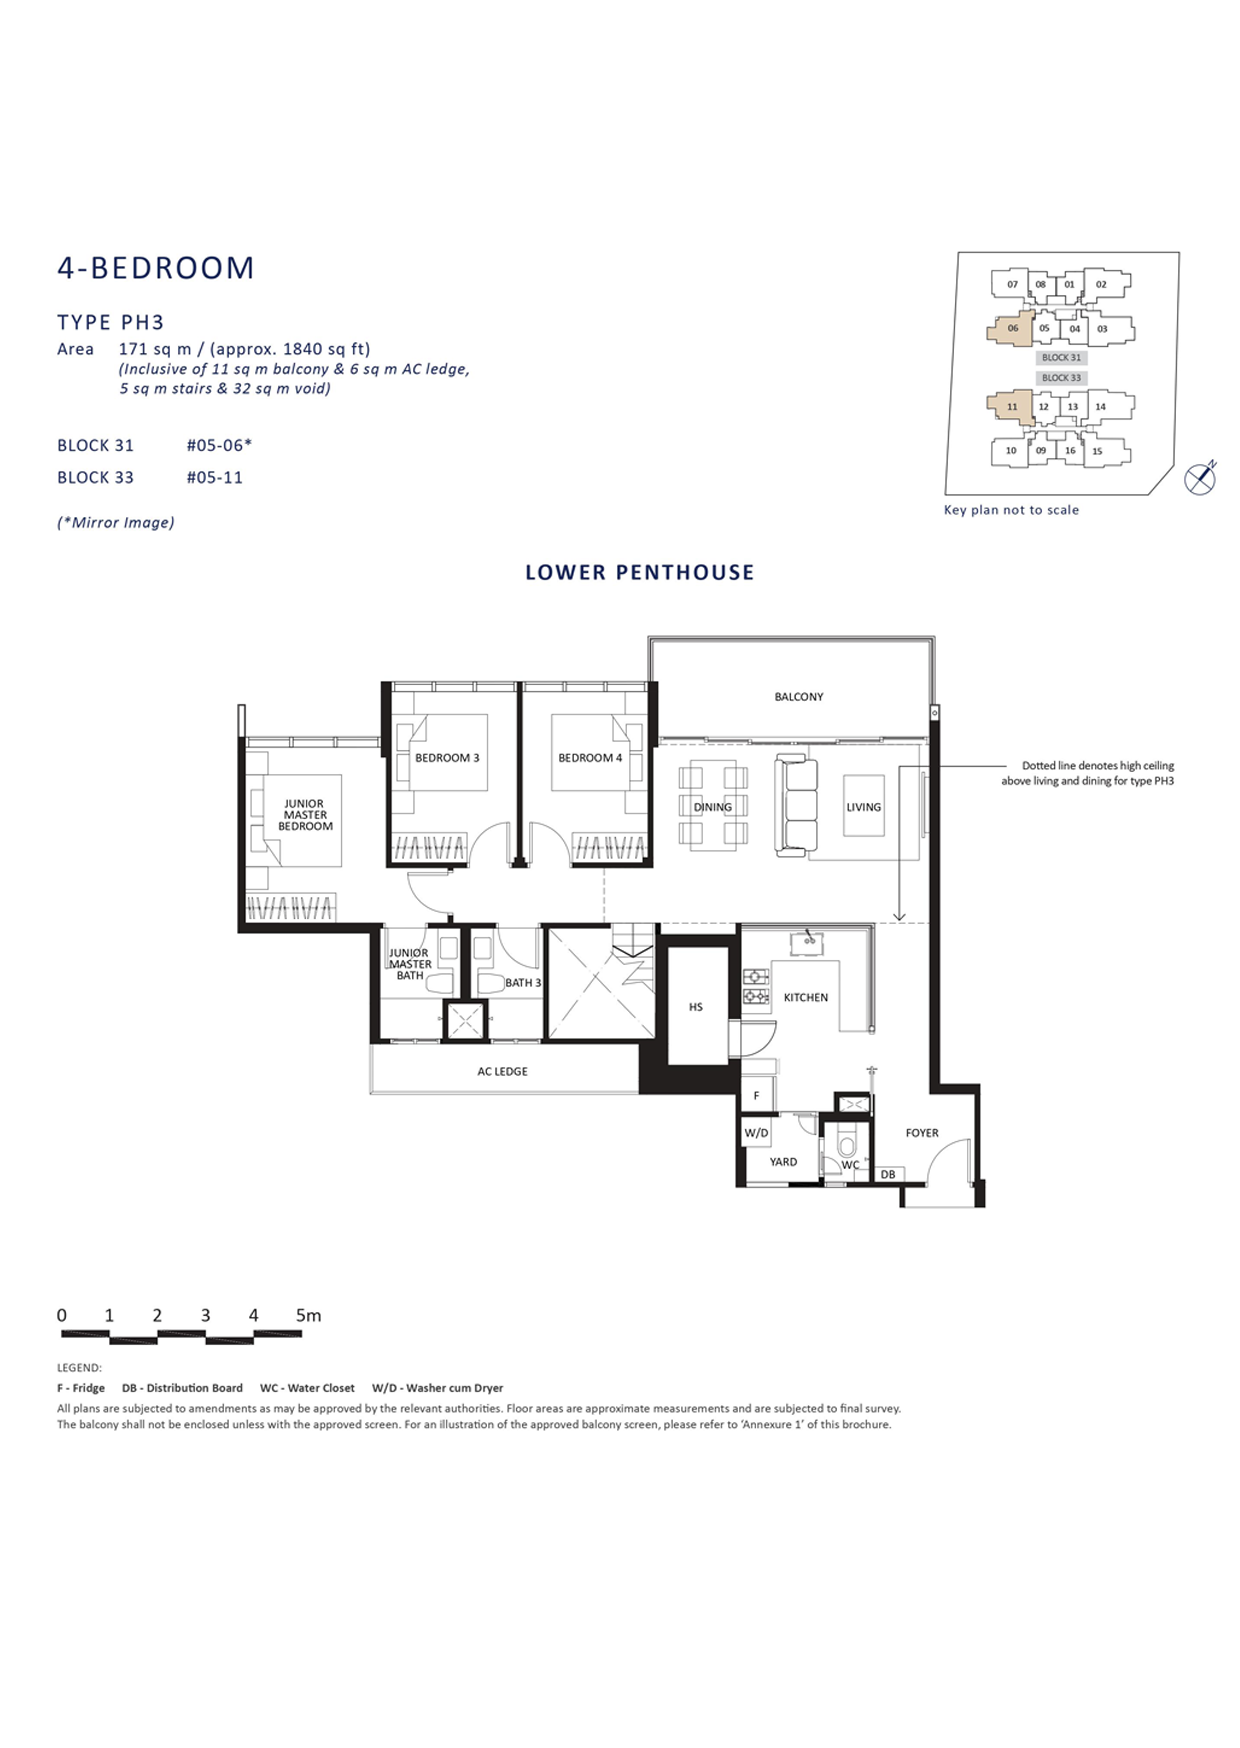 4-BEDROOM
TYPE PH3
Area 171 sq m / (approx. 1840 sq ft)
(Inclusive of 11 sq m balcony & 6 sq m AC ledge,
5 sq m stairs & 32 sq m void)
BLOCK 31 #05-06*
BLOCK 33 #05-11
(*Mirror Image)
07 08 01 02
06 05 04 03
BLOCK 31
BLOCK 33
11 12 13 14
10 09 16 15
N
Key plan not to scale
LOWER PENTHOUSE
BALCONY
BEDROOM 3
BEDROOM 4
Dotted line denotes high ceiling
above living and dining for type PH3
JUNIOR
MASTER
BEDROOM
DINING
LIVING
JUNIOR
MASTER
BATH
BATH 3
HS
KITCHEN
AC LEDGE
F
W/D
YARD
WC
FOYER
DB
0 1 2 3 4 5m
LEGEND:
F - Fridge DB - Distribution Board WC - Water Closet W/D - Washer cum Dryer
All plans are subjected to amendments as may be approved by the relevant authorities. Floor areas are approximate measurements and are subjected to final survey.
The balcony shall not be enclosed unless with the approved screen. For an illustration of the approved balcony screen, please refer to ‘Annexure 1’ of this brochure.